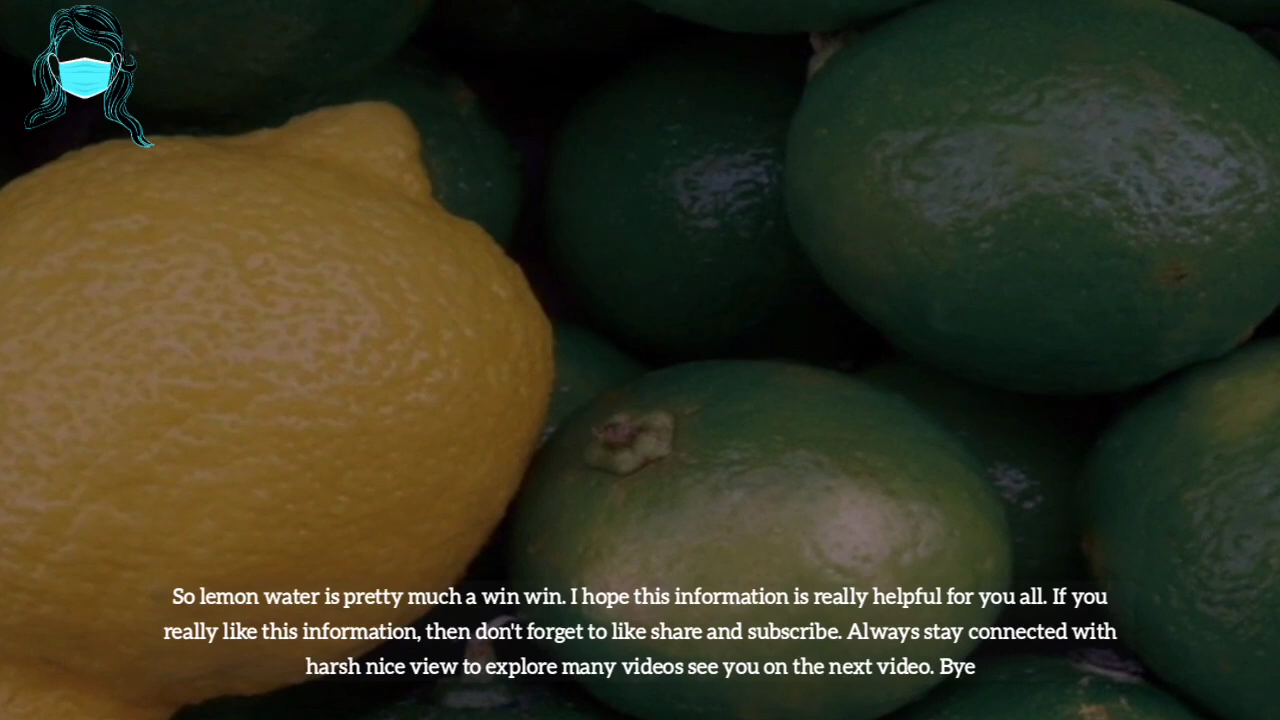 So lemon water is pretty much a win win. I hope this information is really helpful for you all. If you
really like this information, then don't forget to like share and subscribe. Always stay connected with
harsh nice view to explore many videos see you on the next video. Bye